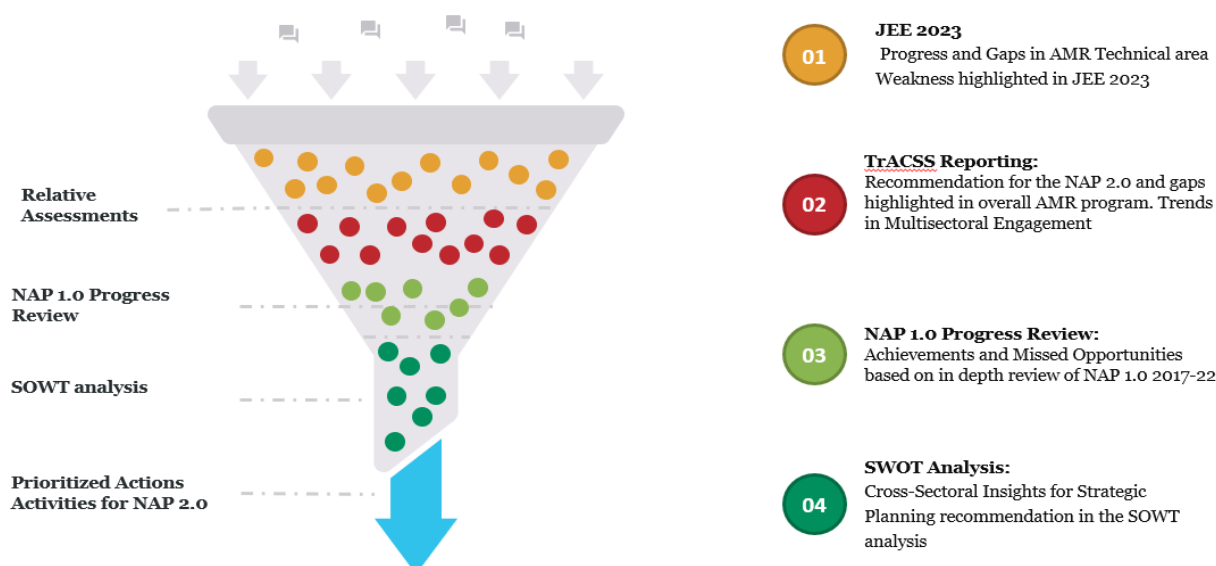 Relative
Assessments
NAP 1.0 Progress
Review
SOWT analysis
Prioritized Actions
Activities for NAP 2.0
01
JEE 2023
Progress and Gaps in AMR Technical area
Weakness highlighted in JEE 2023
02
TrACSS Reporting:
Recommendation for the NAP 2.0 and gaps
highlighted in overall AMR program. Trends
in Multisectoral Engagement
03
NAP 1.0 Progress Review:
Achievements and Missed Opportunities
based on in depth review of NAP 1.0 2017-22
04
SWOT Analysis:
Cross-Sectoral Insights for Strategic
Planning recommendation in the SOWT
analysis